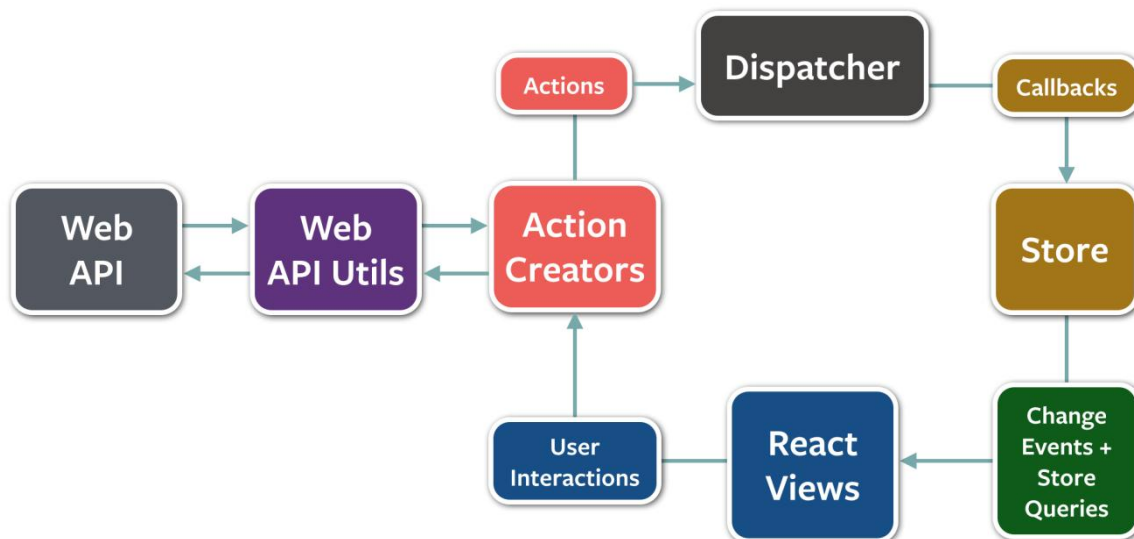 Dispatcher
Actions
Callbacks
Web
API
Web
API Utils
Action
Creators
Store
User
Interactions
React
Views
Change
Events +
Store
Queries